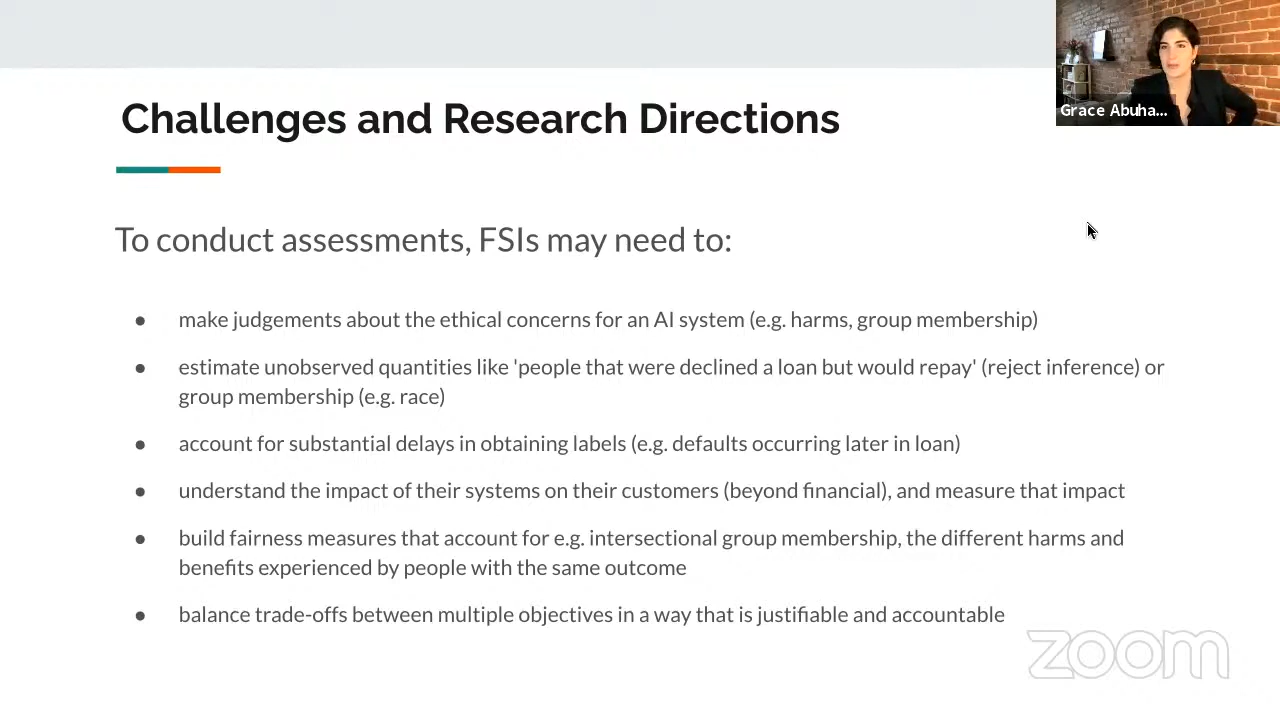 Grace Abuha...
Challenges and Research Directions
To conduct assessments, FSIs may need to:
● make judgements about the ethical concerns for an AI system (e.g. harms, group membership)
● estimate unobserved quantities like 'people that were declined a loan but would repay' (reject inference) or
group membership (e.g. race)
● account for substantial delays in obtaining labels (e.g. defaults occurring later in loan)
● understand the impact of their systems on their customers (beyond financial), and measure that impact
● build fairness measures that account for e.g. intersectional group membership, the different harms and
benefits experienced by people with the same outcome
● balance trade-offs between multiple objectives in a way that is justifiable and accountable
zoom